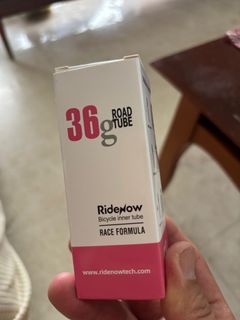 36g ROAD
TUBE
RideNow
Bicycle inner tube
RACE FORMULA
www.ridenowtech.com